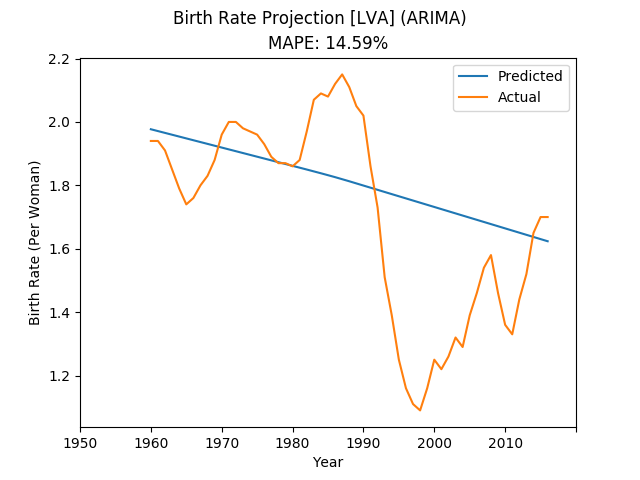 Birth Rate Projection [LVA] (ARIMA)
MAPE: 14.59%
Predicted
Actual
Birth Rate (Per Woman)
2.2
2.0
1.8
1.6
1.4
1.2
1950 1960 1970 1980 1990 2000 2010
Year